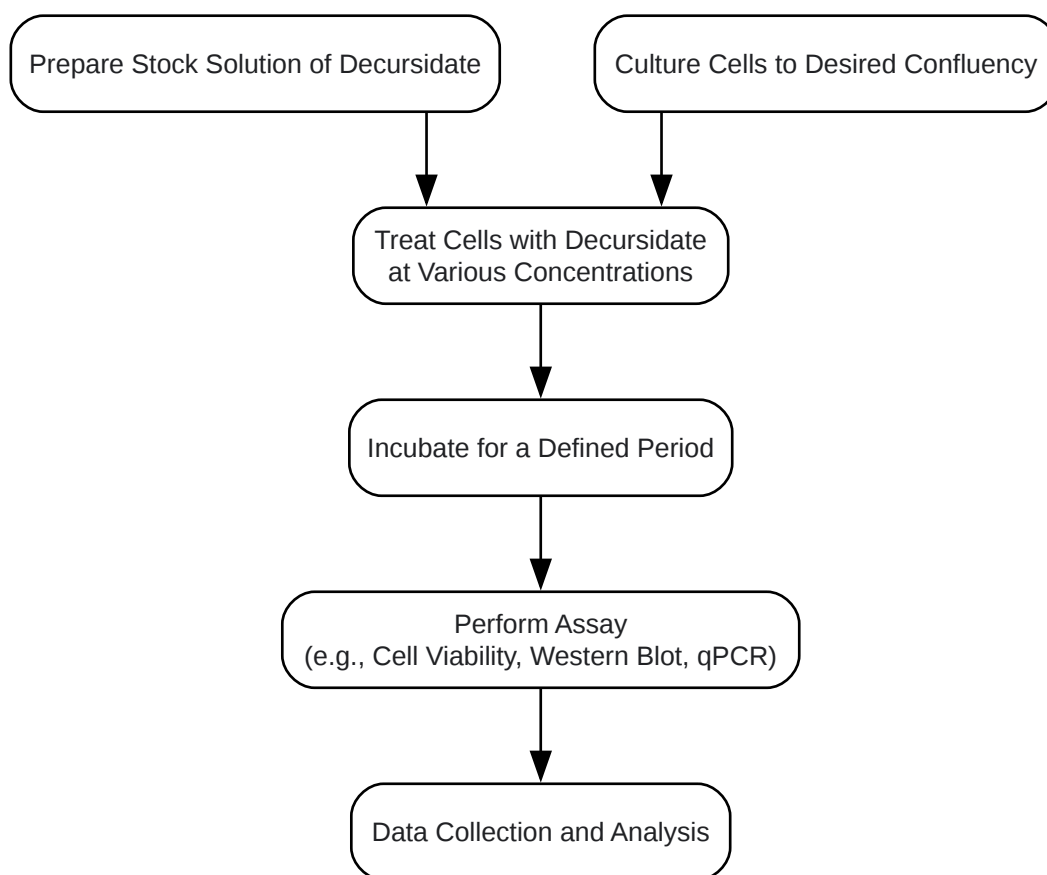 Prepare Stock Solution of Decursidate
Culture Cells to Desired Confluency
Treat Cells with Decursidate
at Various Concentrations
Incubate for a Defined Period
Perform Assay
(e.g., Cell Viability, Western Blot, qPCR)
Data Collection and Analysis